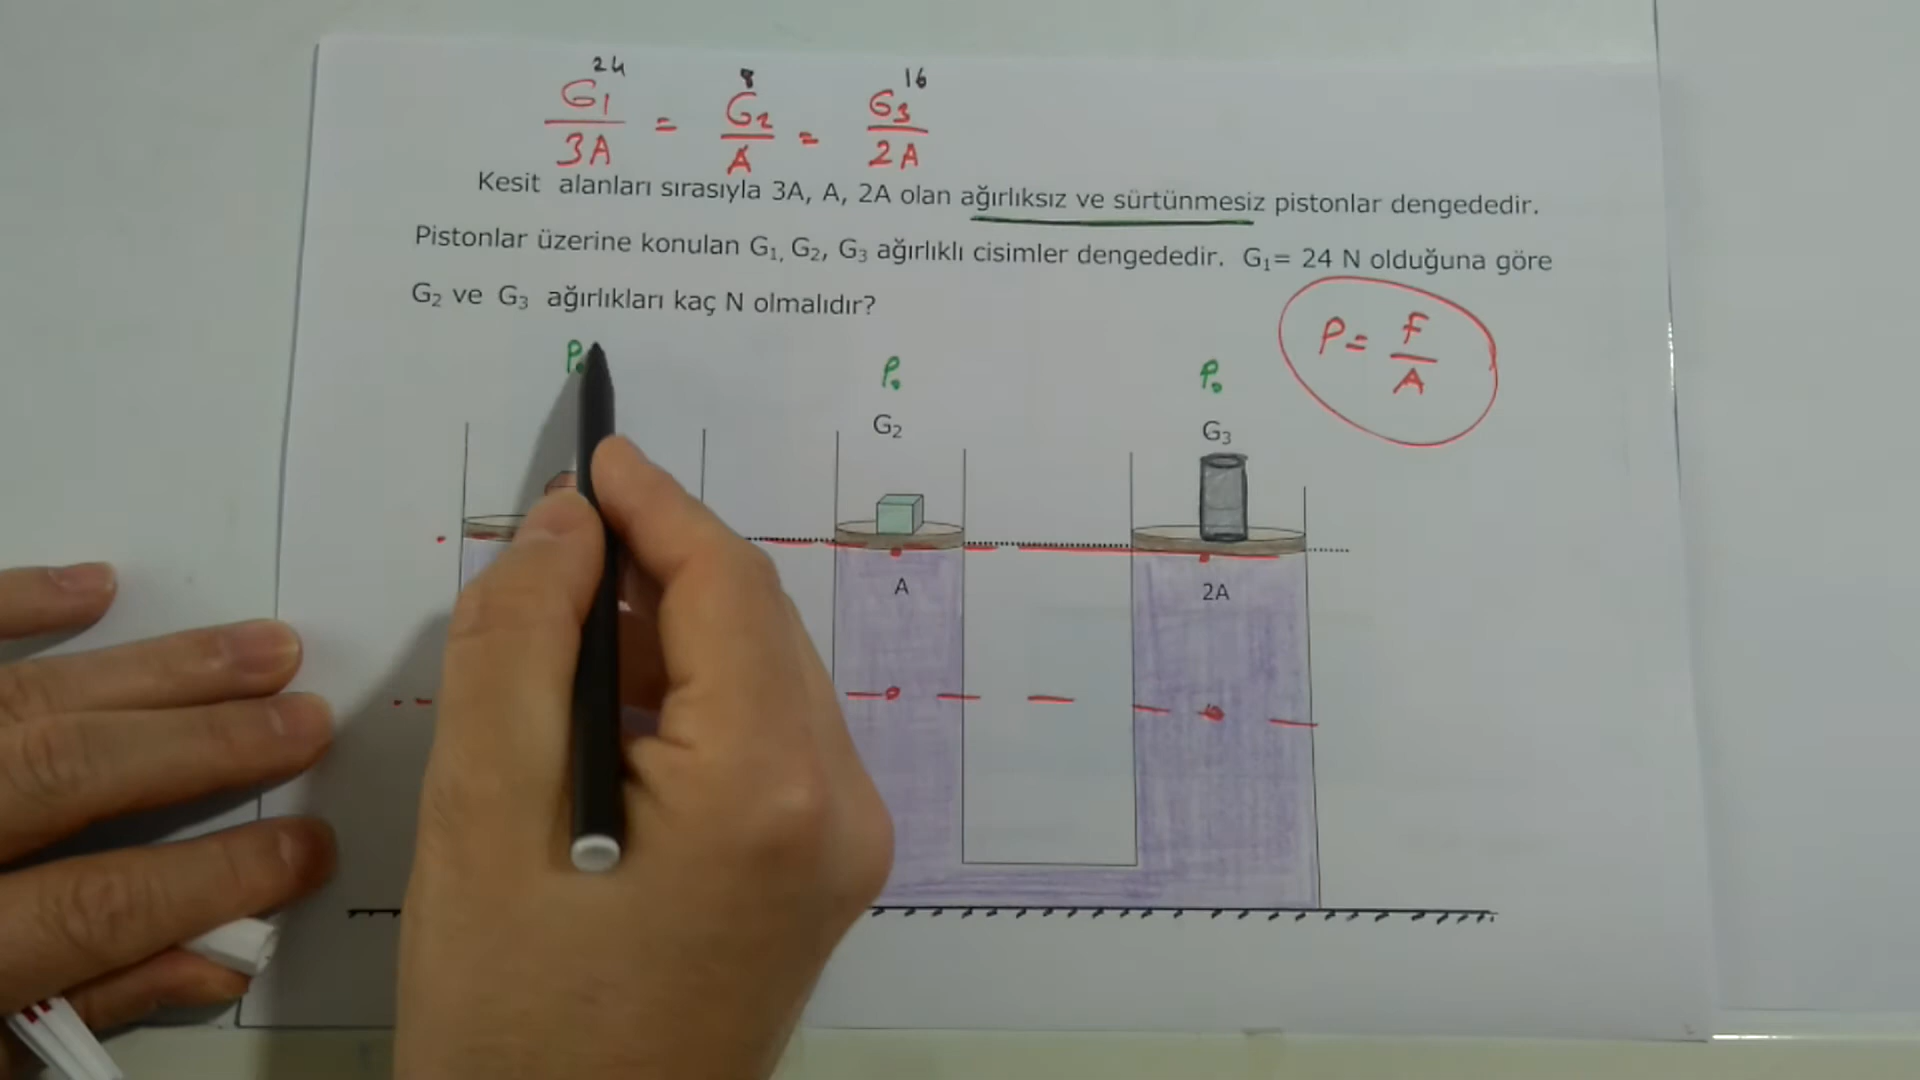 24 8 16
G₁/3A = G₂/A = G₃/2A
Kesit alanları sırasıyla 3A, A, 2A olan ağırlıksız ve sürtünmesiz pistonlar dengededir.
Pistonlar üzerine konulan G₁, G₂, G₃ ağırlıklı cisimler dengededir. G₁= 24 N olduğuna göre
G₂ ve G₃ ağırlıkları kaç N olmalıdır?
P = F/A
P₀ P₀ P₀
G₂ G₃
A 2A